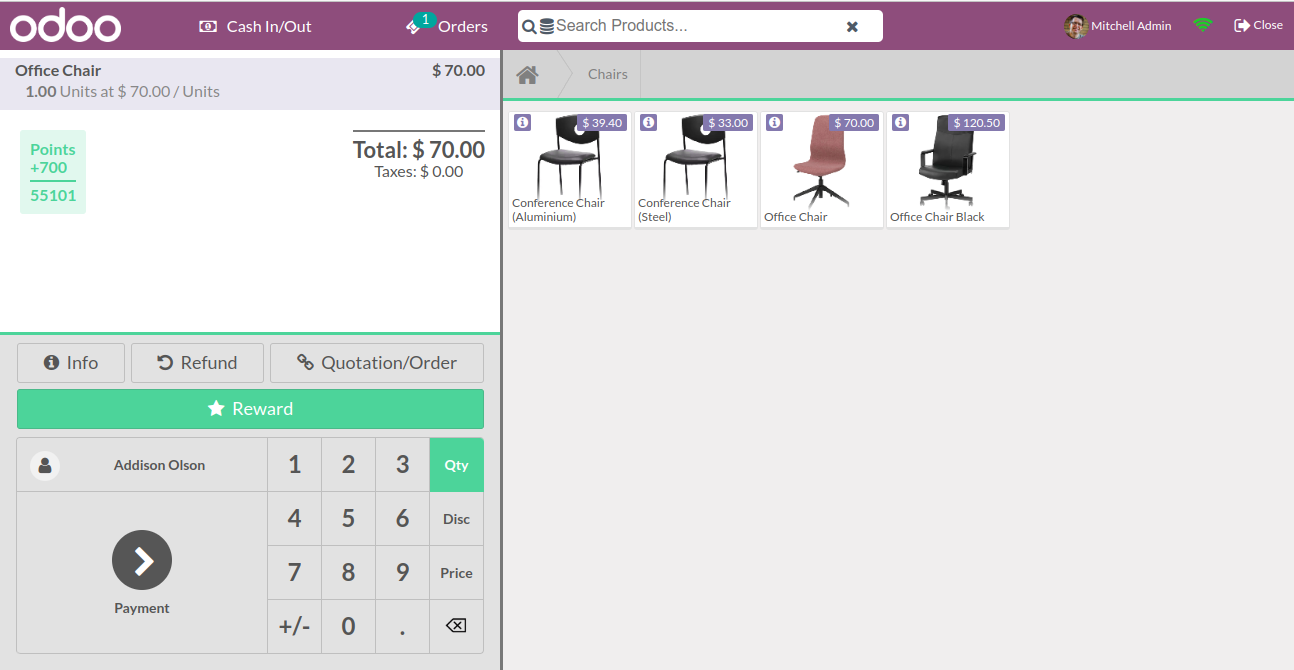 odoo
Cash In/Out
1
Orders
Search Products...
Mitchell Admin
Close
Office Chair $ 70.00
1.00 Units at $ 70.00 / Units
Points
+700
55101
Total: $ 70.00
Taxes: $ 0.00
Chairs
$ 39.40
Conference Chair
(Aluminium)
$ 33.00
Conference Chair
(Steel)
$ 70.00
Office Chair
$ 120.50
Office Chair Black
Info
Refund
Quotation/Order
Reward
Addison Olson
Payment
1 2 3 Qty
4 5 6 Disc
7 8 9 Price
+/- 0 .